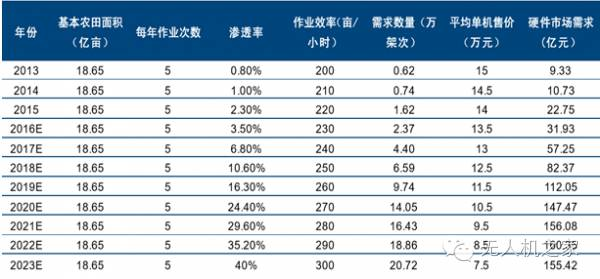 年份 基本农田面积（亿亩） 每年作业次数 渗透率 作业效率（亩/小时） 需求数量（万架次） 平均单机售价（万元） 硬件市场需求（亿元）
2013 18.65 5 0.80% 200 0.62 15 9.33
2014 18.65 5 1.00% 210 0.74 14.5 10.73
2015 18.65 5 2.30% 220 1.62 14 22.75
2016E 18.65 5 3.50% 230 2.37 13.5 31.93
2017E 18.65 5 6.80% 240 4.40 13 57.25
2018E 18.65 5 10.60% 250 6.59 12.5 82.37
2019E 18.65 5 16.30% 260 9.74 11.5 112.05
2020E 18.65 5 24.40% 270 14.05 10.5 147.47
2021E 18.65 5 29.60% 280 16.43 9.5 156.08
2022E 18.65 5 35.20% 290 18.86 8.5
2023E 18.65 5 40% 300 20.72 7.5 155.42
无人机之家